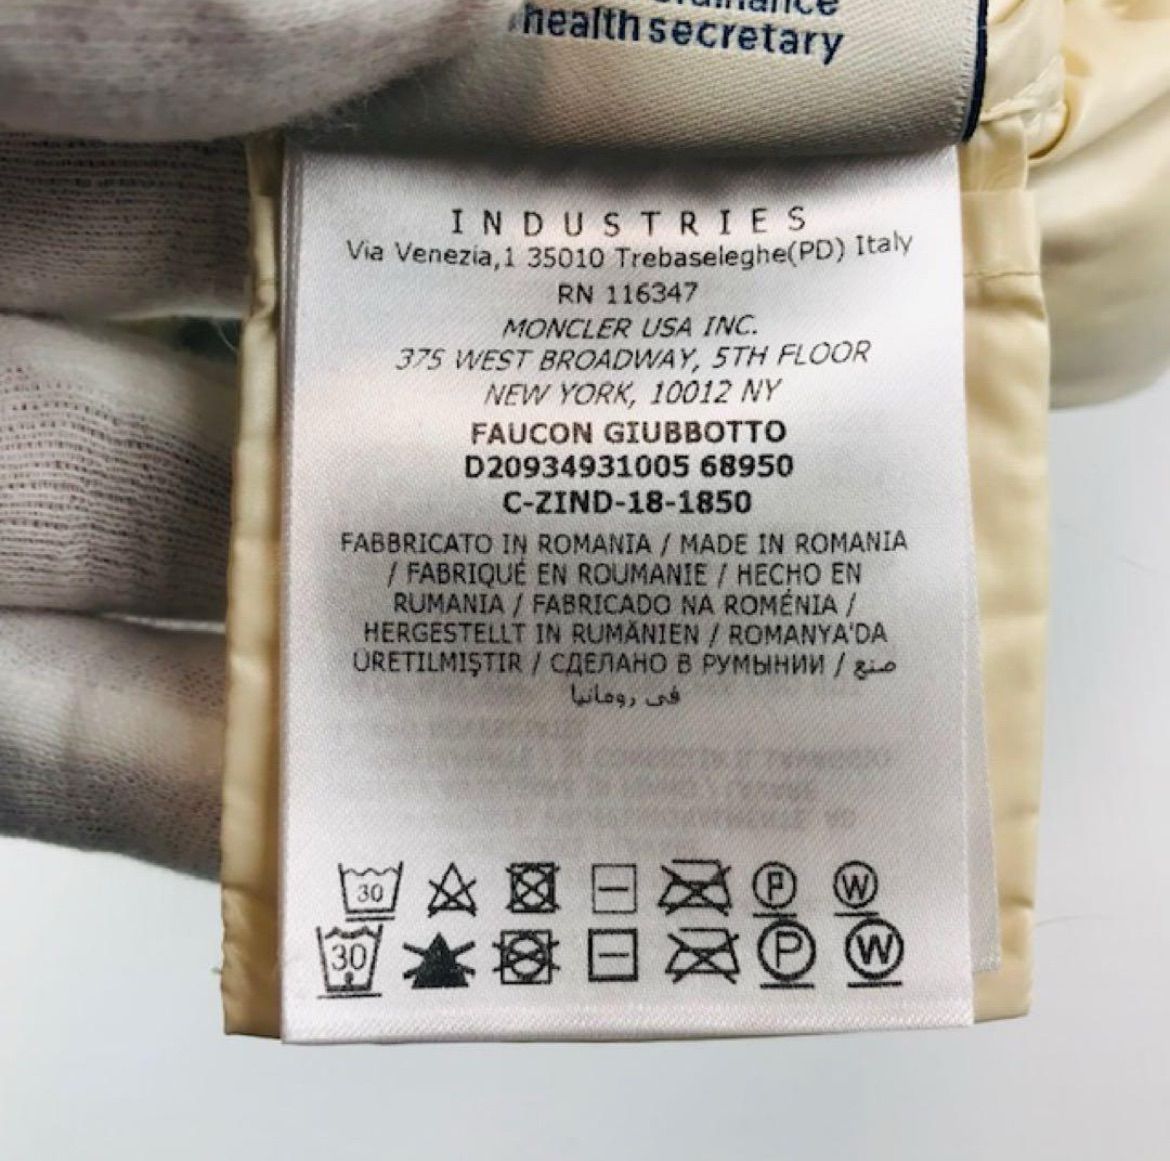 health secretary
INDUSTRIES
Via Venezia,1 35010 Trebaseleghe(PD) Italy
RN 116347
MONCLER USA INC.
375 WEST BROADWAY, 5TH FLOOR
NEW YORK, 10012 NY
FAUCON GIUBBOTTO
D20934931005 68950
C-ZIND-18-1850
FABBRICATO IN ROMANIA / MADE IN ROMANIA
/ FABRIQUÉ EN ROUMANIE / HECHO EN
RUMANIA / FABRICADO NA ROMÉNIA /
HERGESTELLT IN RUMÄNIEN / ROMANYA'DA
ÜRETILMIŞTIR / СДЕЛАНО В РУМЫНИИ / صنع
في رومانيا
30 P W
30 P W